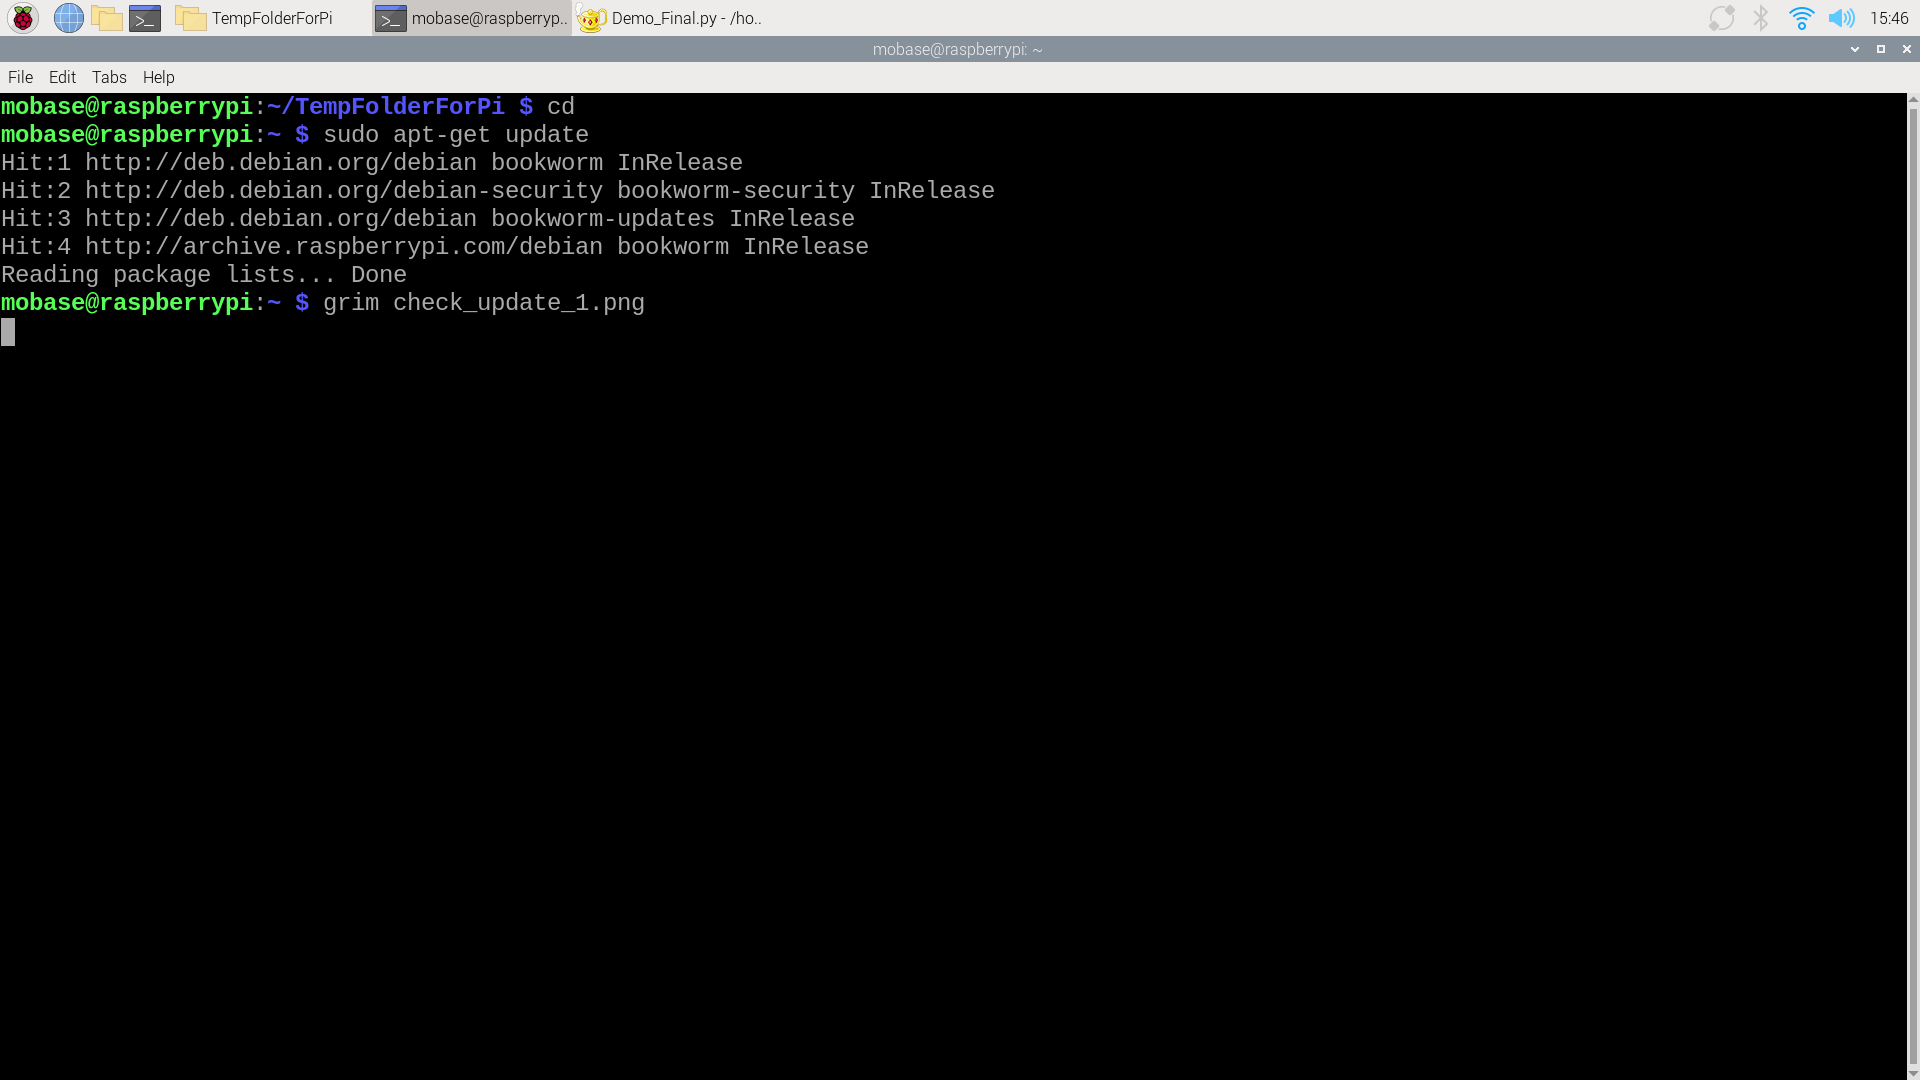 TempFolderForPi
mobase@raspberryp..
Demo_Final.py - /ho..
15:46
mobase@raspberrypi: ~
File Edit Tabs Help
mobase@raspberrypi:~/TempFolderForPi $ cd
mobase@raspberrypi:~ $ sudo apt-get update
Hit:1 http://deb.debian.org/debian bookworm InRelease
Hit:2 http://deb.debian.org/debian-security bookworm-security InRelease
Hit:3 http://deb.debian.org/debian bookworm-updates InRelease
Hit:4 http://archive.raspberrypi.com/debian bookworm InRelease
Reading package lists... Done
mobase@raspberrypi:~ $ grim check_update_1.png